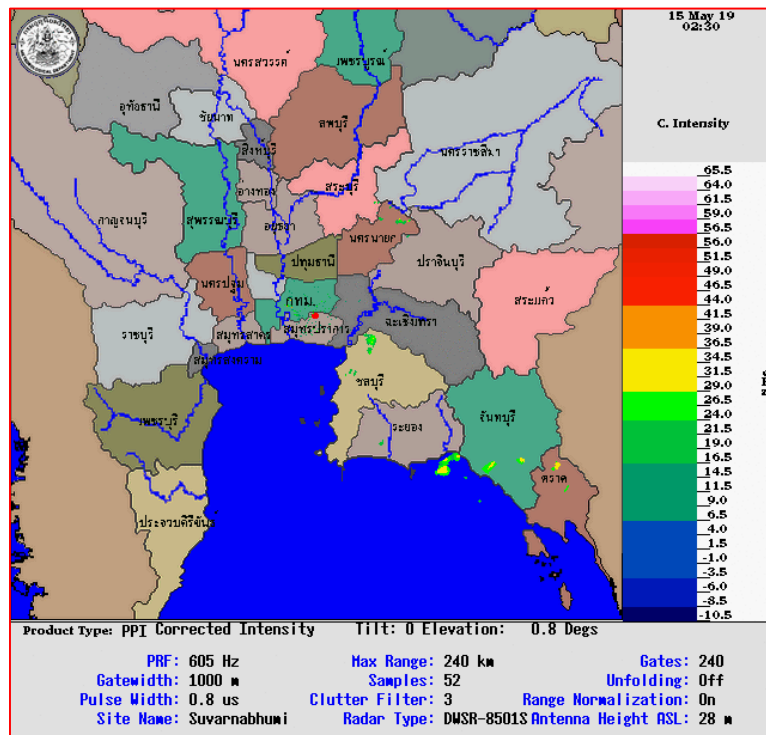 15 May 19
02:30
นครสวรรค์
เพชรบูรณ์
อุทัยธานี
ชัยนาท
ลพบุรี
สิงหบุรี
นครราชสีมา
สระบุรี
อ่างทอง
กาญจนบุรี
สุพรรณบุรี
อยุธยา
นครนายก
ปทุมธานี
ปราจีนบุรี
นครปฐม
กทม.
สระแก้ว
ราชบุรี
สมุทรสาคร
สมุทรปราการ
ฉะเชิงเทรา
สมุทรสงคราม
ชลบุรี
เพชรบุรี
ระยอง
จันทบุรี
ตราด
ประจวบคีรีขันธ์
C. Intensity
65.5
64.0
61.5
59.0
56.5
56.0
51.5
49.0
46.5
44.0
41.5
39.0
36.5
34.5
31.5
29.0
26.5
24.0
21.5
19.0
16.5
14.5
11.5
9.0
6.5
4.0
1.5
-1.0
-3.5
-6.0
-8.5
-10.5
Product Type: PPI Corrected Intensity Tilt: 0 Elevation: 0.8 Degs
PRF: 605 Hz Max Range: 240 km Gates: 240
Gatewidth: 1000 m Samples: 52 Unfolding: Off
Pulse Width: 0.8 us Clutter Filter: 3 Range Normalization: On
Site Name: Suvarnabhumi Radar Type: DWSR-8501S Antenna Height ASL: 28 m